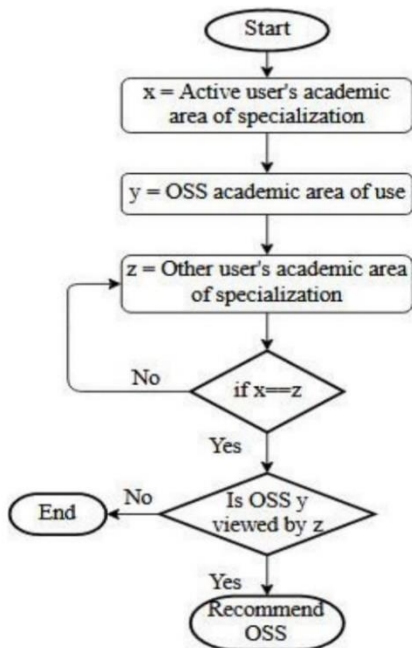 Start
x = Active user's academic
area of specialization
y = OSS academic area of use
z = Other user's academic area
of specialization
No
if x==z
Yes
No
End
Is OSS y
viewed by z
Yes
Recommend
OSS